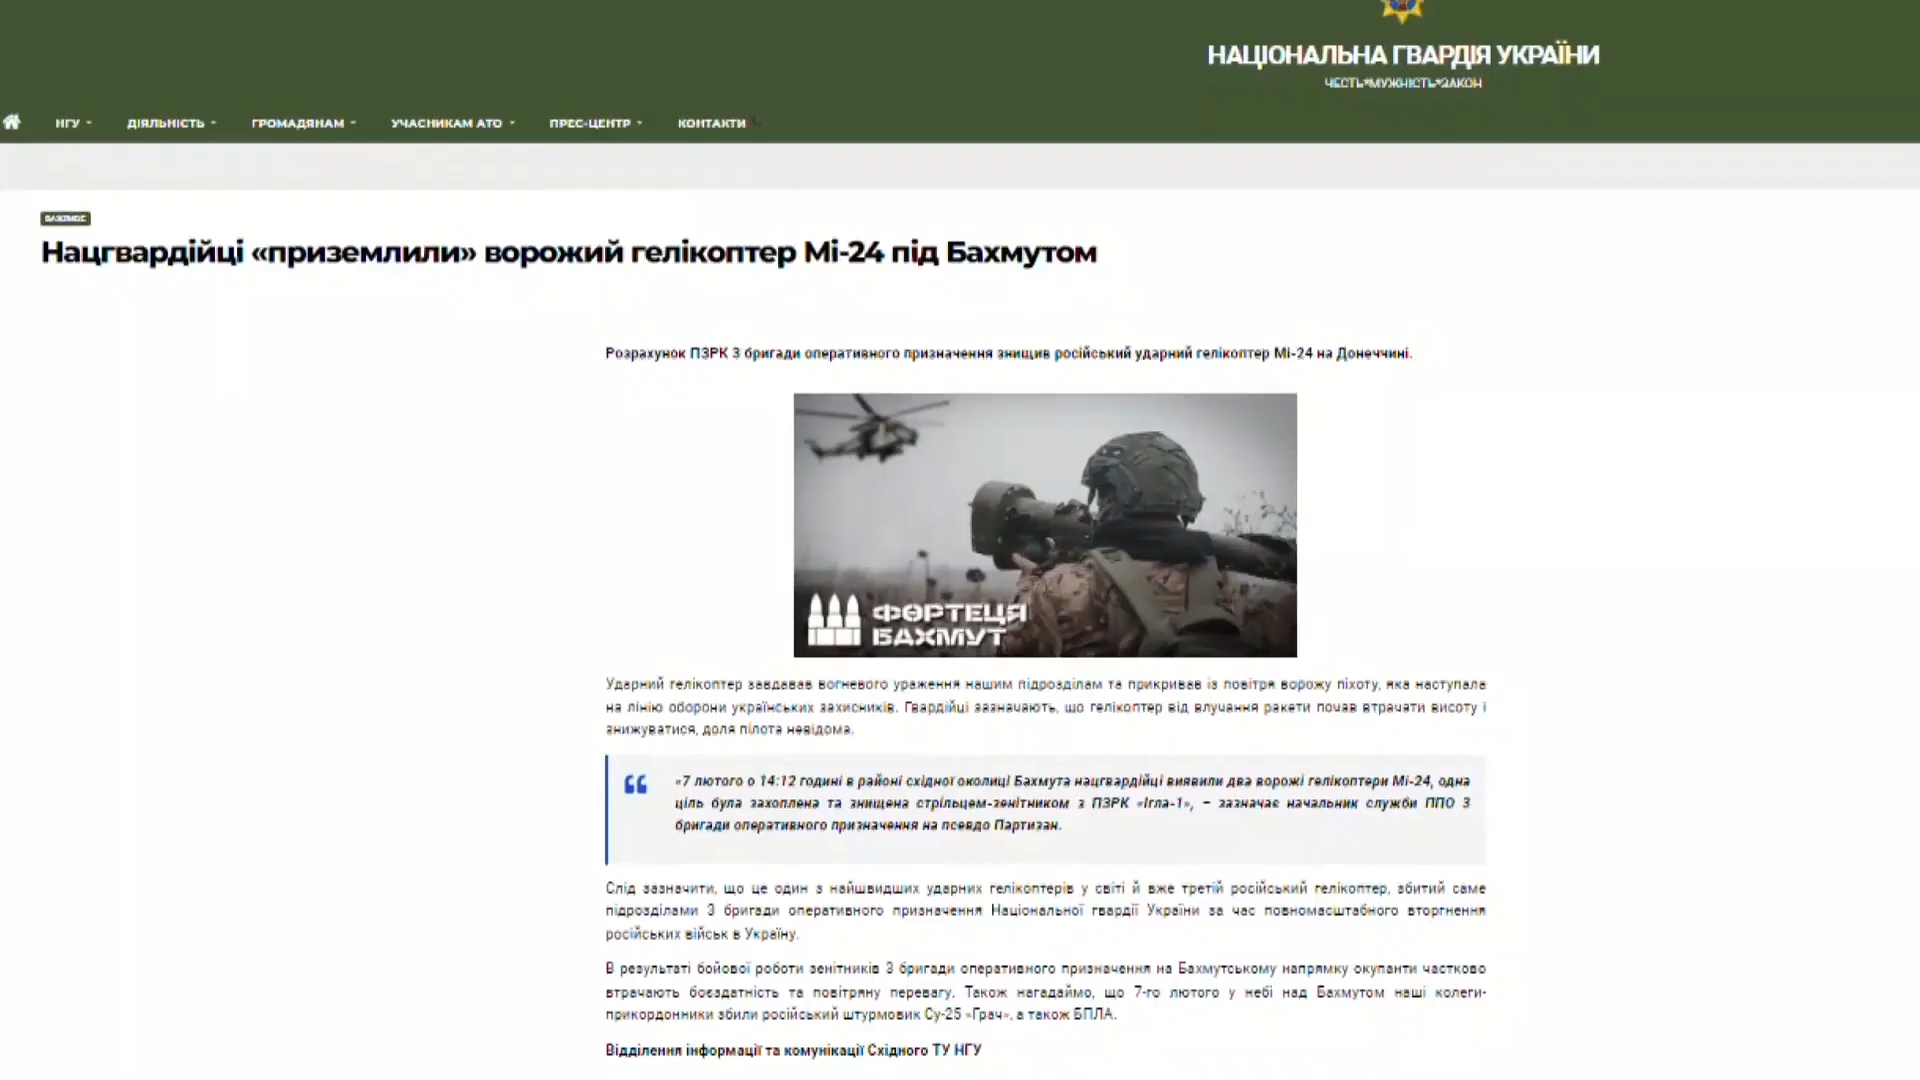 НАЦІОНАЛЬНА ГВАРДІЯ УКРАЇНИ
ЧЕСТЬ*МУЖНІСТЬ*ЗАКОН
НГУ ДІЯЛЬНІСТЬ ГРОМАДЯНАМ УЧАСНИКАМ АТО ПРЕС-ЦЕНТР КОНТАКТИ
Нацгвардійці «приземлили» ворожий гелікоптер Мі-24 під Бахмутом
Розрахунок ПЗРК 3 бригади оперативного призначення знищив російський ударний гелікоптер Мі-24 на Донеччині.
ФОРТЕЦЯ
БАХМУТ
Ударний гелікоптер завдавав вогневого ураження нашим підрозділам та прикривав із повітря ворожу піхоту, яка наступала
на лінію оборони українських захисників. Гвардійці зазначають, що гелікоптер від влучання ракети почав втрачати висоту і
знижуватися, доля пілота невідома.
«7 лютого о 14:12 годині в районі східної околиці Бахмута нацгвардійці виявили два ворожі гелікоптери Мі-24, одна
ціль була захоплена та знищена стрільцем-зенітником з ПЗРК «Ігла-1», – зазначає начальник служби ППО 3
бригади оперативного призначення на псевдо Партизан.
Слід зазначити, що це один з найшвидших ударних гелікоптерів у світі й вже третій російський гелікоптер, збитий саме
підрозділами 3 бригади оперативного призначення Національної гвардії України за час повномасштабного вторгнення
російських військ в Україну.
В результаті бойової роботи зенітників 3 бригади оперативного призначення на Бахмутському напрямку окупанти частково
втрачають боєздатність та повітряну перевагу. Також нагадаймо, що 7-го лютого у небі над Бахмутом наші колеги-
прикордонники збили російський штурмовик Су-25 «Грач», а також БПЛА.
Відділення інформації та комунікації Східного ТУ НГУ